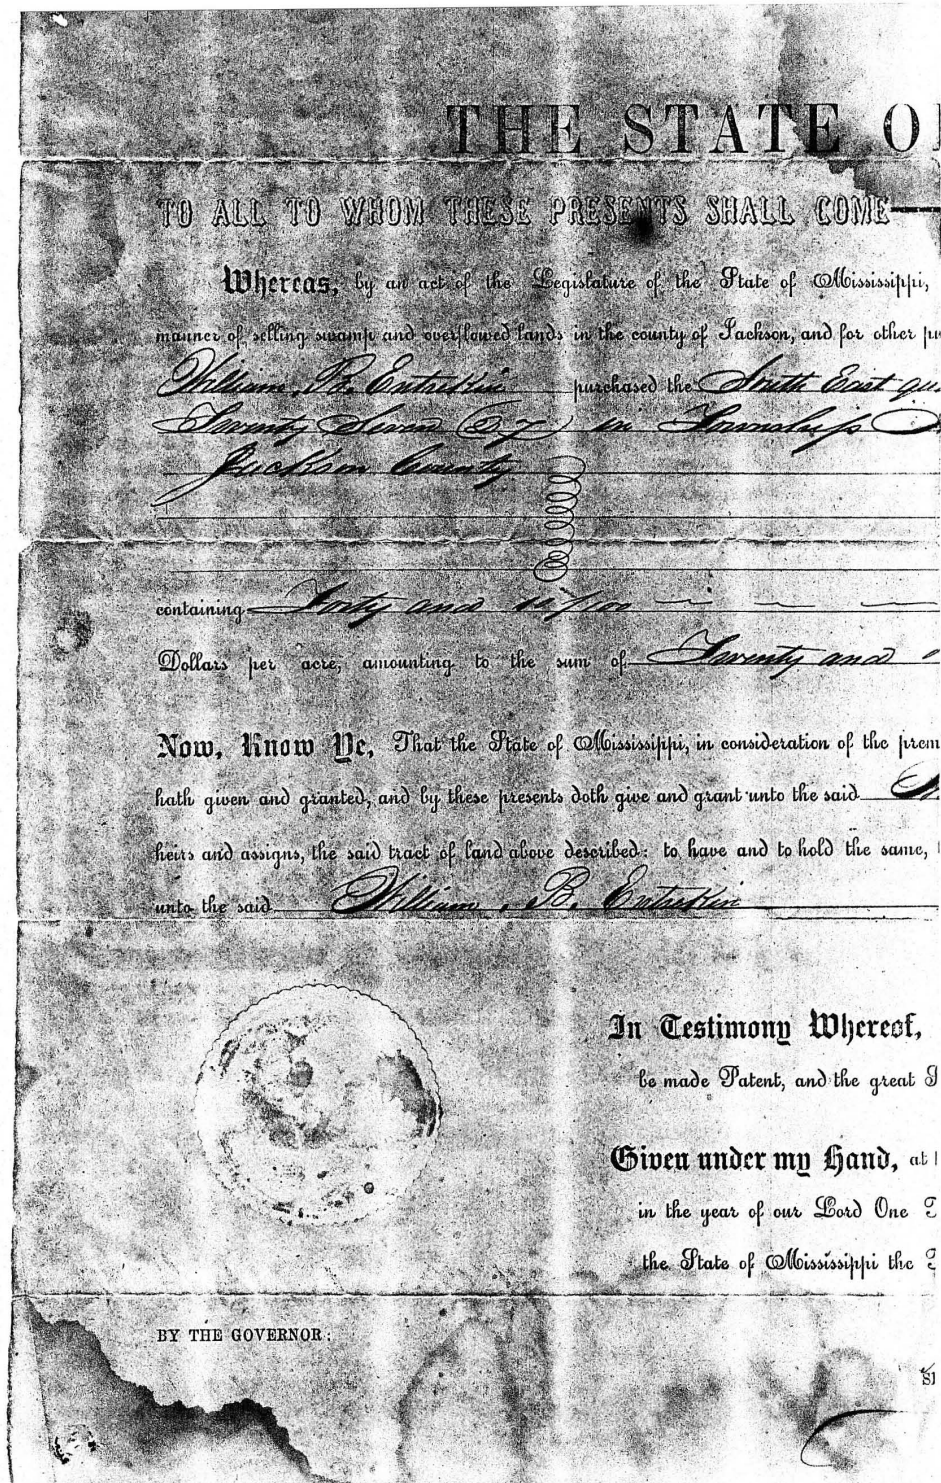 THE STATE O
TO ALL TO WHOM THESE PRESENTS SHALL COME
Whereas, by an act of the Legislature of the State of Mississippi,
manner of selling swamp and overflowed lands in the county of Jackson, and for other
William B. Entrekin purchased the South East
Twenty Seven (27) in Township
Jackson County
containing Forty and /100
Dollars per acre, amounting to the sum of Twenty and
Now, Know Ye, That the State of Mississippi, in consideration of the prem
hath given and granted, and by these presents doth give and grant unto the said
heirs and assigns, the said tract of land above described: to have and to hold the same,
unto the said William B. Entrekin
In Testimony Whereof,
be made Patent, and the great
Given under my Hand, at
in the year of our Lord One
the State of Mississippi the
BY THE GOVERNOR: